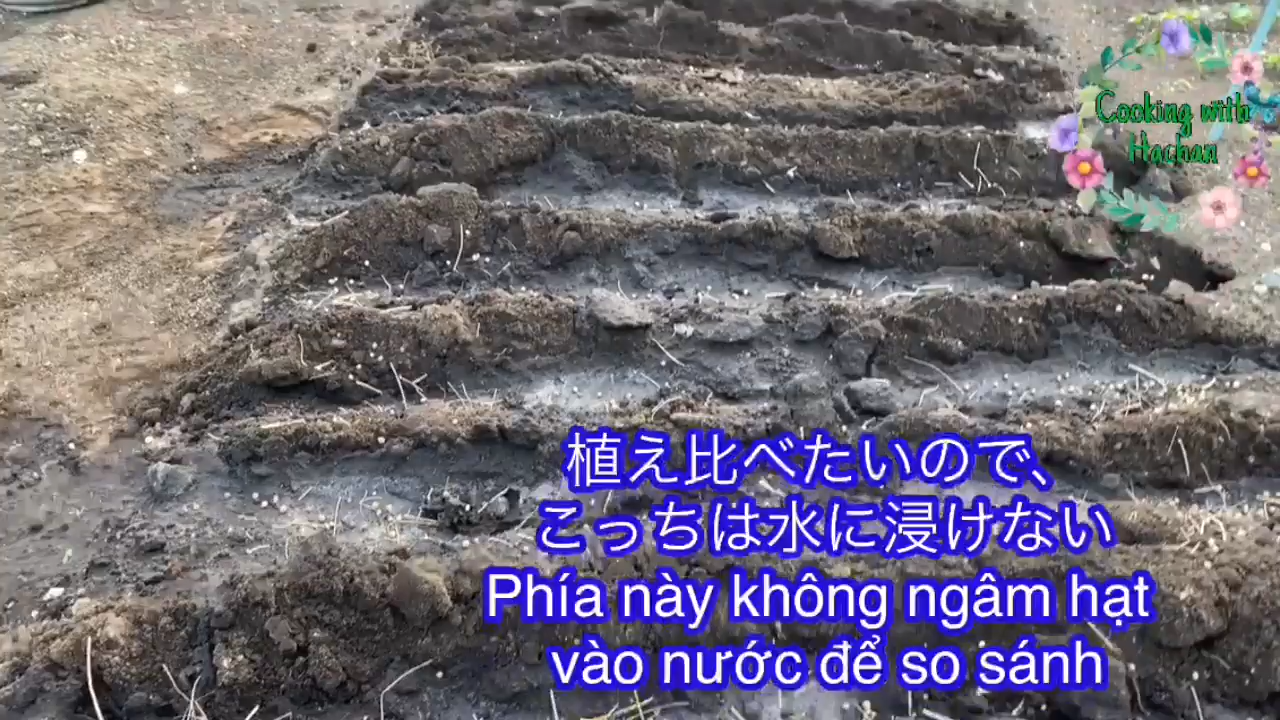 Cooking with
Hachan
植え比べたいので、
こっちは水に浸けない
Phía này không ngâm hạt
vào nước để so sánh